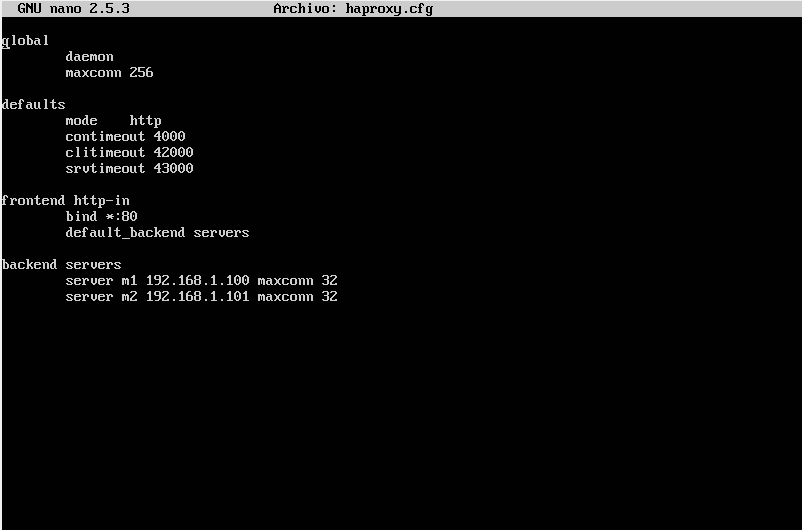 GNU nano 2.5.3 Archivo: haproxy.cfg
global
daemon
maxconn 256
defaults
mode http
contimeout 4000
clitimeout 42000
srvtimeout 43000
frontend http-in
bind *:80
default_backend servers
backend servers
server m1 192.168.1.100 maxconn 32
server m2 192.168.1.101 maxconn 32